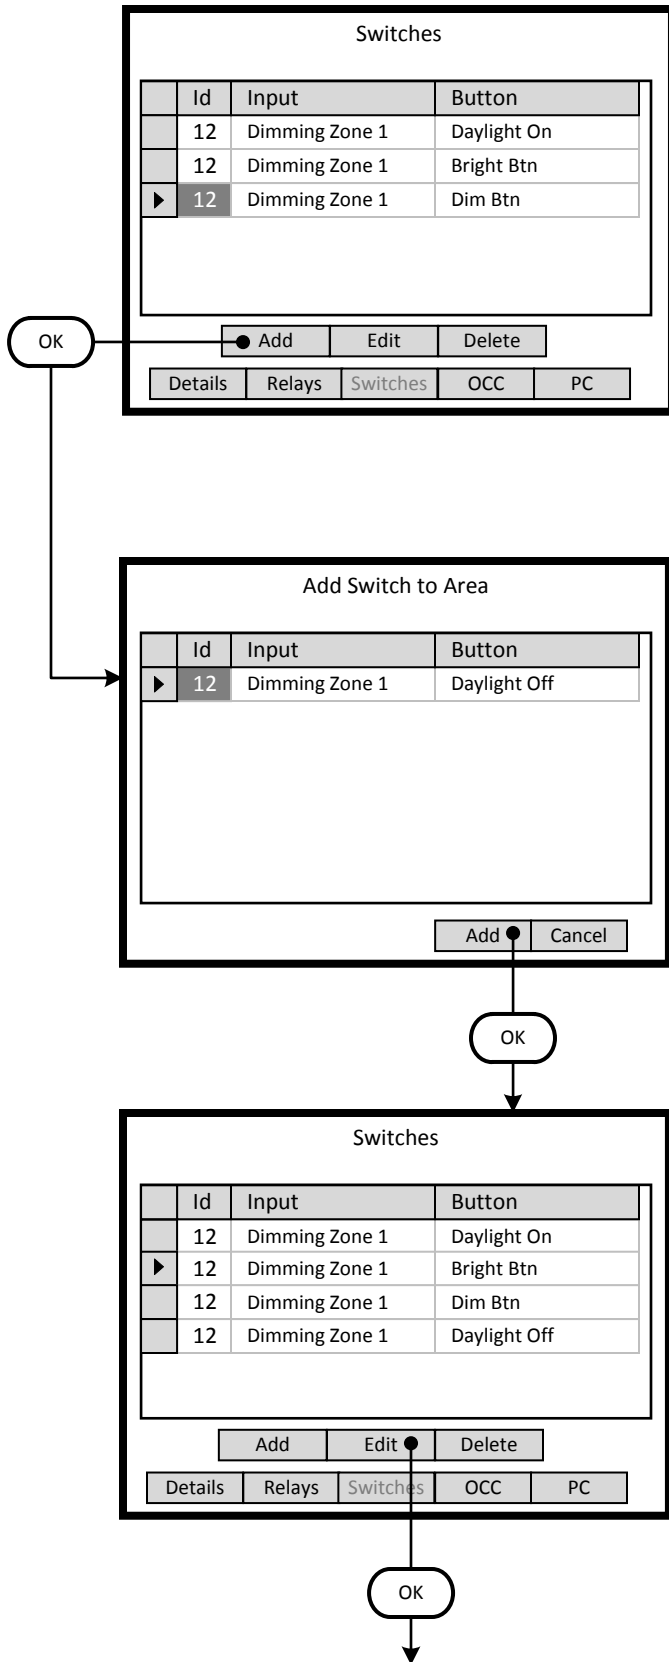 Switches
Id Input Button
12 Dimming Zone 1 Daylight On
12 Dimming Zone 1 Bright Btn
12 Dimming Zone 1 Dim Btn
OK Add Edit Delete
Details Relays Switches OCC PC
Add Switch to Area
Id Input Button
12 Dimming Zone 1 Daylight Off
Add Cancel
OK
Switches
Id Input Button
12 Dimming Zone 1 Daylight On
12 Dimming Zone 1 Bright Btn
12 Dimming Zone 1 Dim Btn
12 Dimming Zone 1 Daylight Off
Add Edit Delete
Details Relays Switches OCC PC
OK